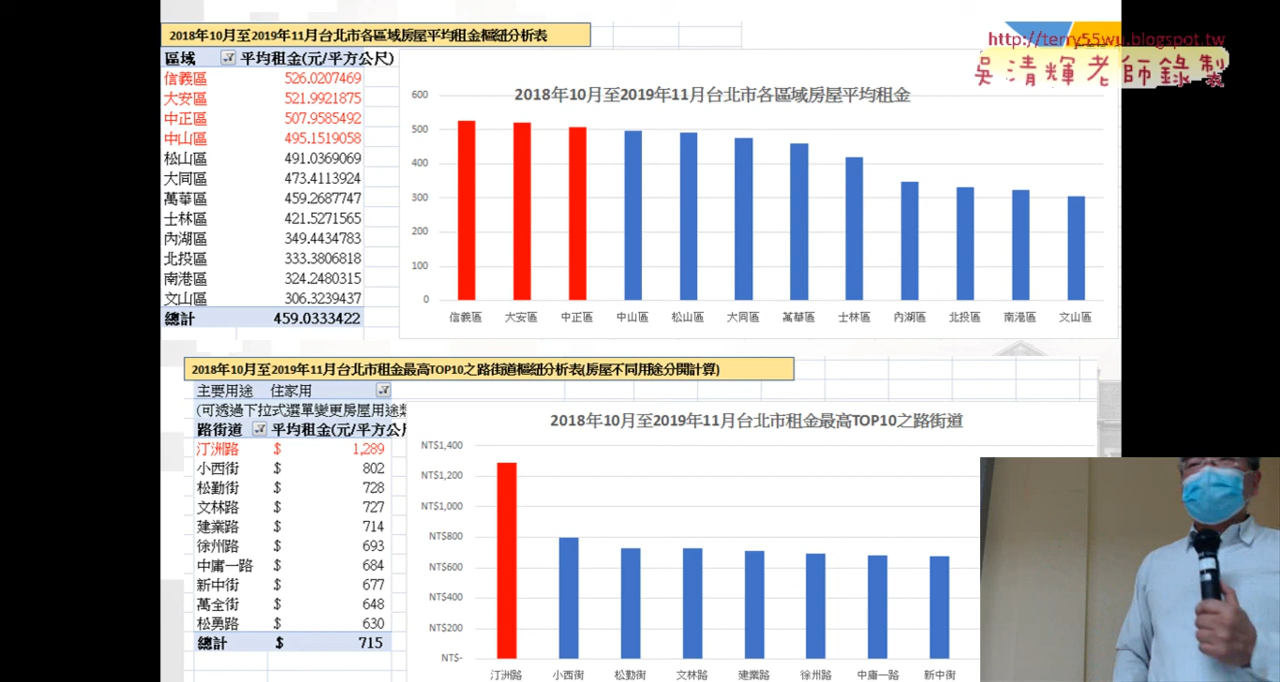 2018年10月至2019年11月台北市各區域房屋平均租金樞紐分析表
http://terry55wu.blogspot.tw
吳清輝老師錄製
區域 平均租金(元/平方公尺)
信義區 526.0207469
大安區 521.9921875
中正區 507.9585492
中山區 495.1519058
松山區 491.0369069
大同區 473.4113924
萬華區 459.2687747
士林區 421.5271565
內湖區 349.4434783
北投區 333.3806818
南港區 324.2480315
文山區 306.3239437
總計 459.0333422
2018年10月至2019年11月台北市各區域房屋平均租金
600
500
400
300
200
100
0
信義區 大安區 中正區 中山區 松山區 大同區 萬華區 士林區 內湖區 北投區 南港區 文山區
2018年10月至2019年11月台北市租金最高TOP10之路街道樞紐分析表(房屋不同用途分開計算)
主要用途 住家用
(可透過下拉式選單變更房屋用途
路街道 平均租金(元/平方公
汀洲路 $ 1,289
小西街 $ 802
松勤街 $ 728
文林路 $ 727
建業路 $ 714
徐州路 $ 693
中庸一路 $ 684
新中街 $ 677
萬全街 $ 648
松勇路 $ 630
總計 $ 715
2018年10月至2019年11月台北市租金最高TOP10之路街道
NT$1,400
NT$1,200
NT$1,000
NT$800
NT$600
NT$400
NT$200
NT$-
汀洲路 小西街 松勤街 文林路 建業路 徐州路 中庸一路 新中街